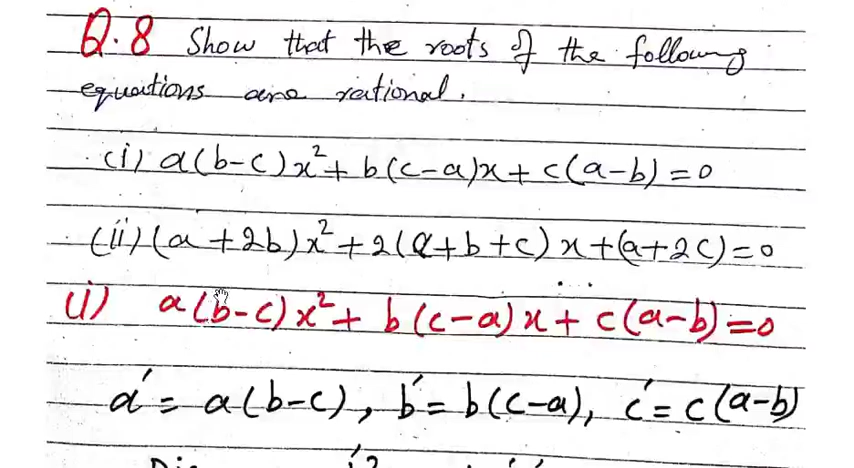 Q.8 Show that the roots of the following
equations are rational.
(i) a(b-c)x²+ b(c-a)x+ c(a-b)=0
(ii) (a+2b)x²+2(a+b+c)x+(a+2c)=0
(i) a(b-c)x²+ b(c-a)x+ c(a-b)=0
a'= a(b-c), b'= b(c-a), c'= c(a-b)